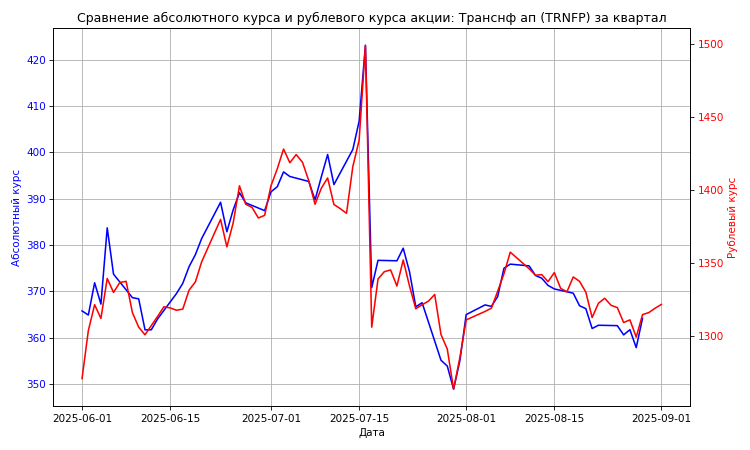 Сравнение абсолютного курса и рублевого курса акции: Транснф ап (TRNFP) за квартал
420
410
400
390
380
370
360
350
Абсолютный курс
1500
1450
1400
1350
1300
Рублевый курс
2025-06-01 2025-06-15 2025-07-01 2025-07-15 2025-08-01 2025-08-15 2025-09-01
Дата